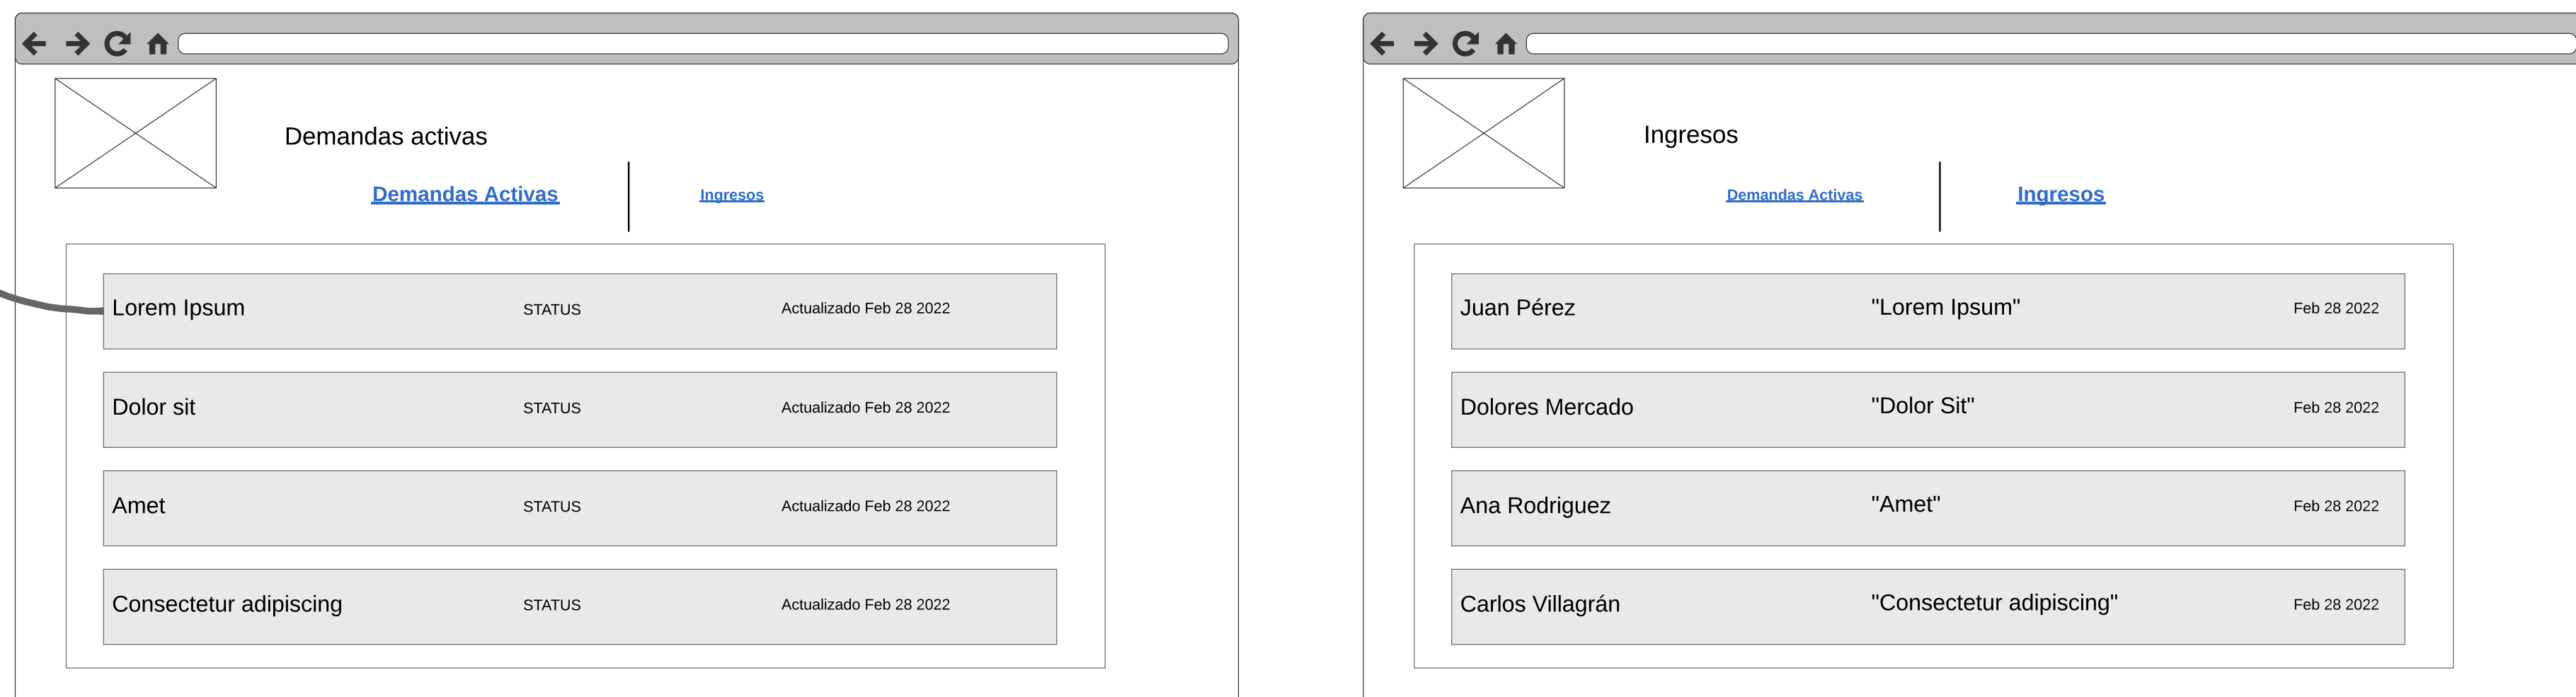 Demandas activas
Demandas Activas
Ingresos
Lorem Ipsum STATUS Actualizado Feb 28 2022
Dolor sit STATUS Actualizado Feb 28 2022
Amet STATUS Actualizado Feb 28 2022
Consectetur adipiscing STATUS Actualizado Feb 28 2022
Ingresos
Demandas Activas
Ingresos
Juan Pérez "Lorem Ipsum" Feb 28 2022
Dolores Mercado "Dolor Sit" Feb 28 2022
Ana Rodriguez "Amet" Feb 28 2022
Carlos Villagrán "Consectetur adipiscing" Feb 28 2022